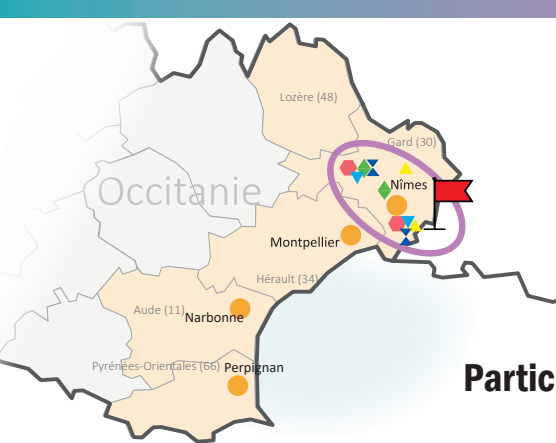 Lozère (48)
Gard (30)
Occitanie
Nîmes
Montpellier
Hérault (34)
Aude (11)
Narbonne
Pyrénées-Orientales (66)
Perpignan
Partic